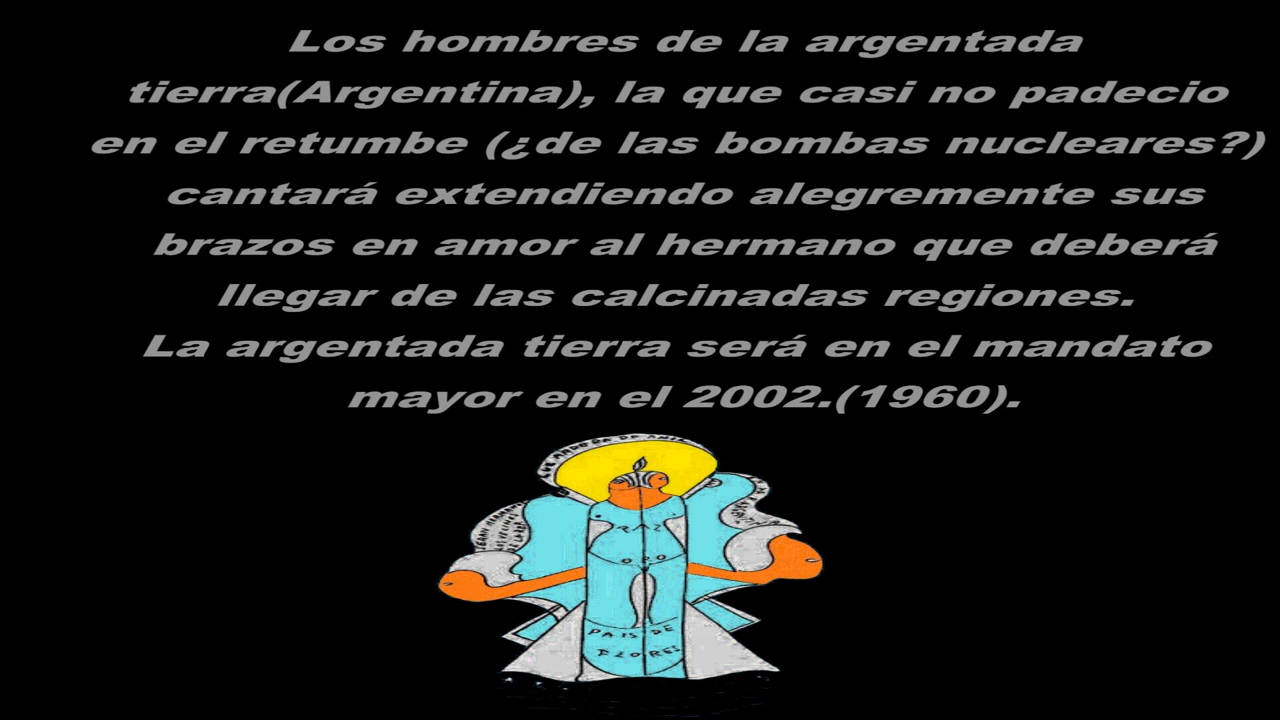 Los hombres de la argentada
tierra(Argentina), la que casi no padecio
en el retumbe (¿de las bombas nucleares?)
cantará extendiendo alegremente sus
brazos en amor al hermano que deberá
llegar de las calcinadas regiones.
La argentada tierra será en el mandato
mayor en el 2002.(1960).
PAIS DE
FLORES